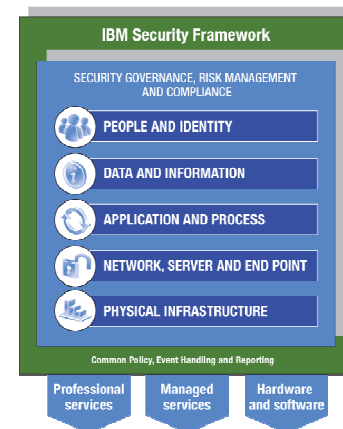 IBM Security Framework
SECURITY GOVERNANCE, RISK MANAGEMENT
AND COMPLIANCE
PEOPLE AND IDENTITY
DATA AND INFORMATION
APPLICATION AND PROCESS
NETWORK, SERVER AND END POINT
PHYSICAL INFRASTRUCTURE
Common Policy, Event Handling and Reporting
Professional
services
Managed
services
Hardware
and software